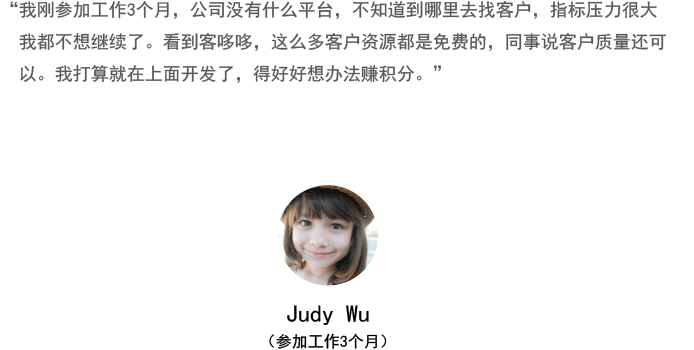 “我刚参加工作3个月，公司没有什么平台，不知道到哪里去找客户，指标压力很大
我都不想继续了。看到客哆哆，这么多客户资源都是免费的，同事说客户质量还可
以。我打算就在上面开发了，得好好想办法赚积分。”
Judy Wu
（参加工作3个月）